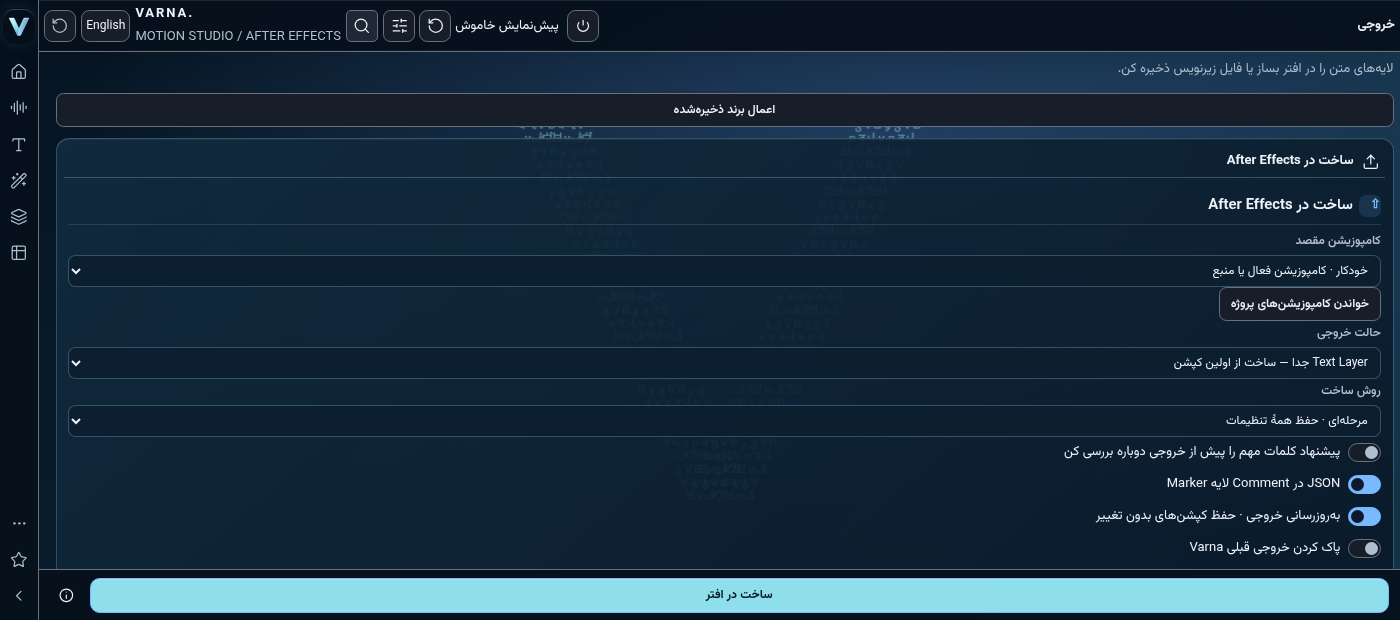 خروجی
پیش‌نمایش خاموش
English
VARNA.
MOTION STUDIO / AFTER EFFECTS
لایه‌های متن را در افتر بساز یا فایل زیرنویس ذخیره کن.
اعمال برند ذخیره‌شده
ساخت در After Effects
ساخت در After Effects
کامپوزیشن مقصد
خودکار · کامپوزیشن فعال یا منبع
خواندن کامپوزیشن‌های پروژه
حالت خروجی
Text Layer جدا — ساخت از اولین کپشن
روش ساخت
مرحله‌ای · حفظ همهٔ تنظیمات
پیشنهاد کلمات مهم را پیش از خروجی دوباره بررسی کن
JSON در Comment لایه Marker
به‌روزرسانی خروجی · حفظ کپشن‌های بدون تغییر
پاک کردن خروجی قبلی Varna
ساخت در افتر